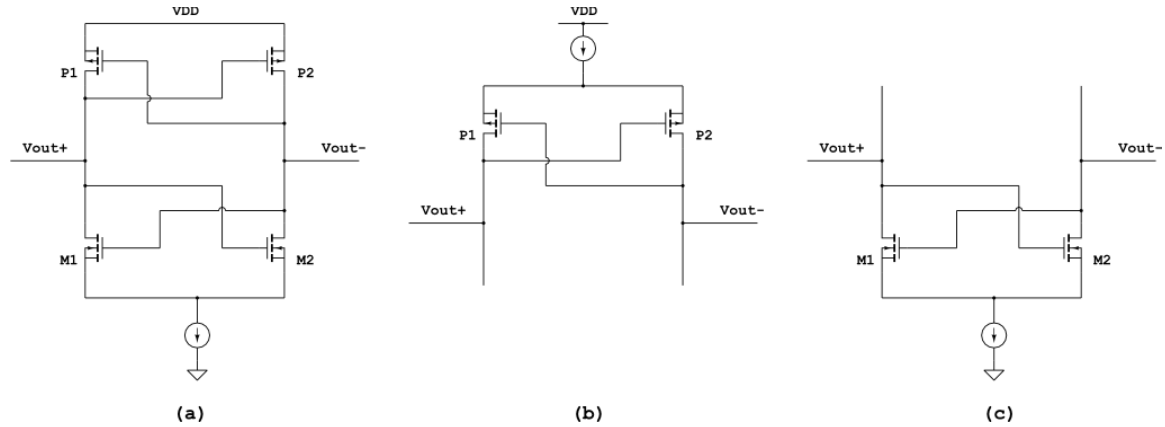 VDD
P1
P2
Vout+
Vout-
M1
M2
(a)
VDD
P1
P2
Vout+
Vout-
(b)
Vout+
Vout-
M1
M2
(c)